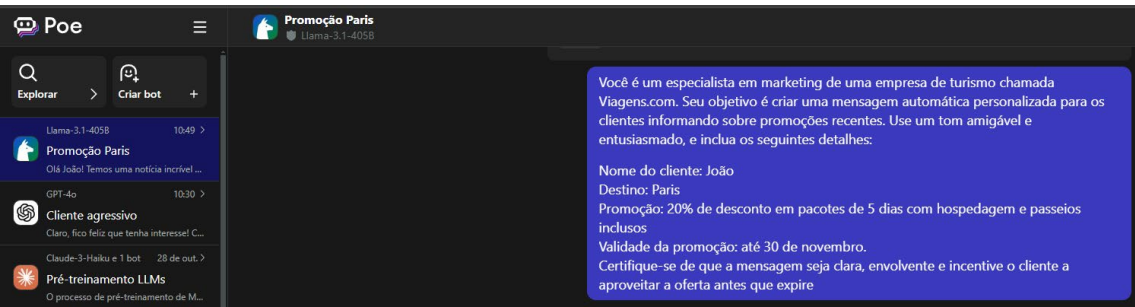 Poe
Explorar
Criar bot
Llama-3.1-405B
10:49
Promoção Paris
Olá João! Temos uma notícia incrível ...
GPT-4o
10:30
Cliente agressivo
Claro, fico feliz que tenha interesse! C...
Claude-3-Haiku e 1 bot
28 de out.
Pré-treinamento LLMs
O processo de pré-treinamento de M...
Promoção Paris
Llama-3.1-405B
Você é um especialista em marketing de uma empresa de turismo chamada
Viagens.com. Seu objetivo é criar uma mensagem automática personalizada para os
clientes informando sobre promoções recentes. Use um tom amigável e
entusiasmado, e inclua os seguintes detalhes:
Nome do cliente: João
Destino: Paris
Promoção: 20% de desconto em pacotes de 5 dias com hospedagem e passeios
inclusos
Validade da promoção: até 30 de novembro.
Certifique-se de que a mensagem seja clara, envolvente e incentive o cliente a
aproveitar a oferta antes que expire